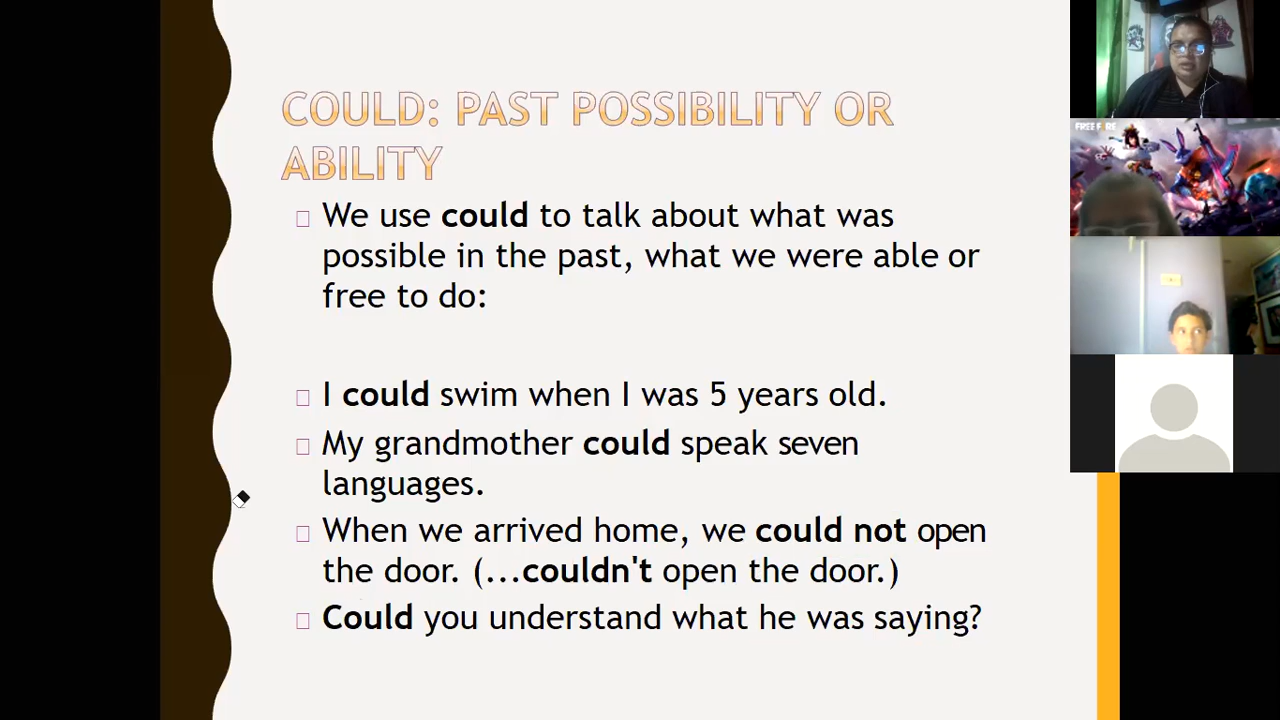 COULD: PAST POSSIBILITY OR
ABILITY
We use could to talk about what was
possible in the past, what we were able or
free to do:
I could swim when I was 5 years old.
My grandmother could speak seven
languages.
When we arrived home, we could not open
the door. (...couldn't open the door.)
Could you understand what he was saying?
FREE FIRE